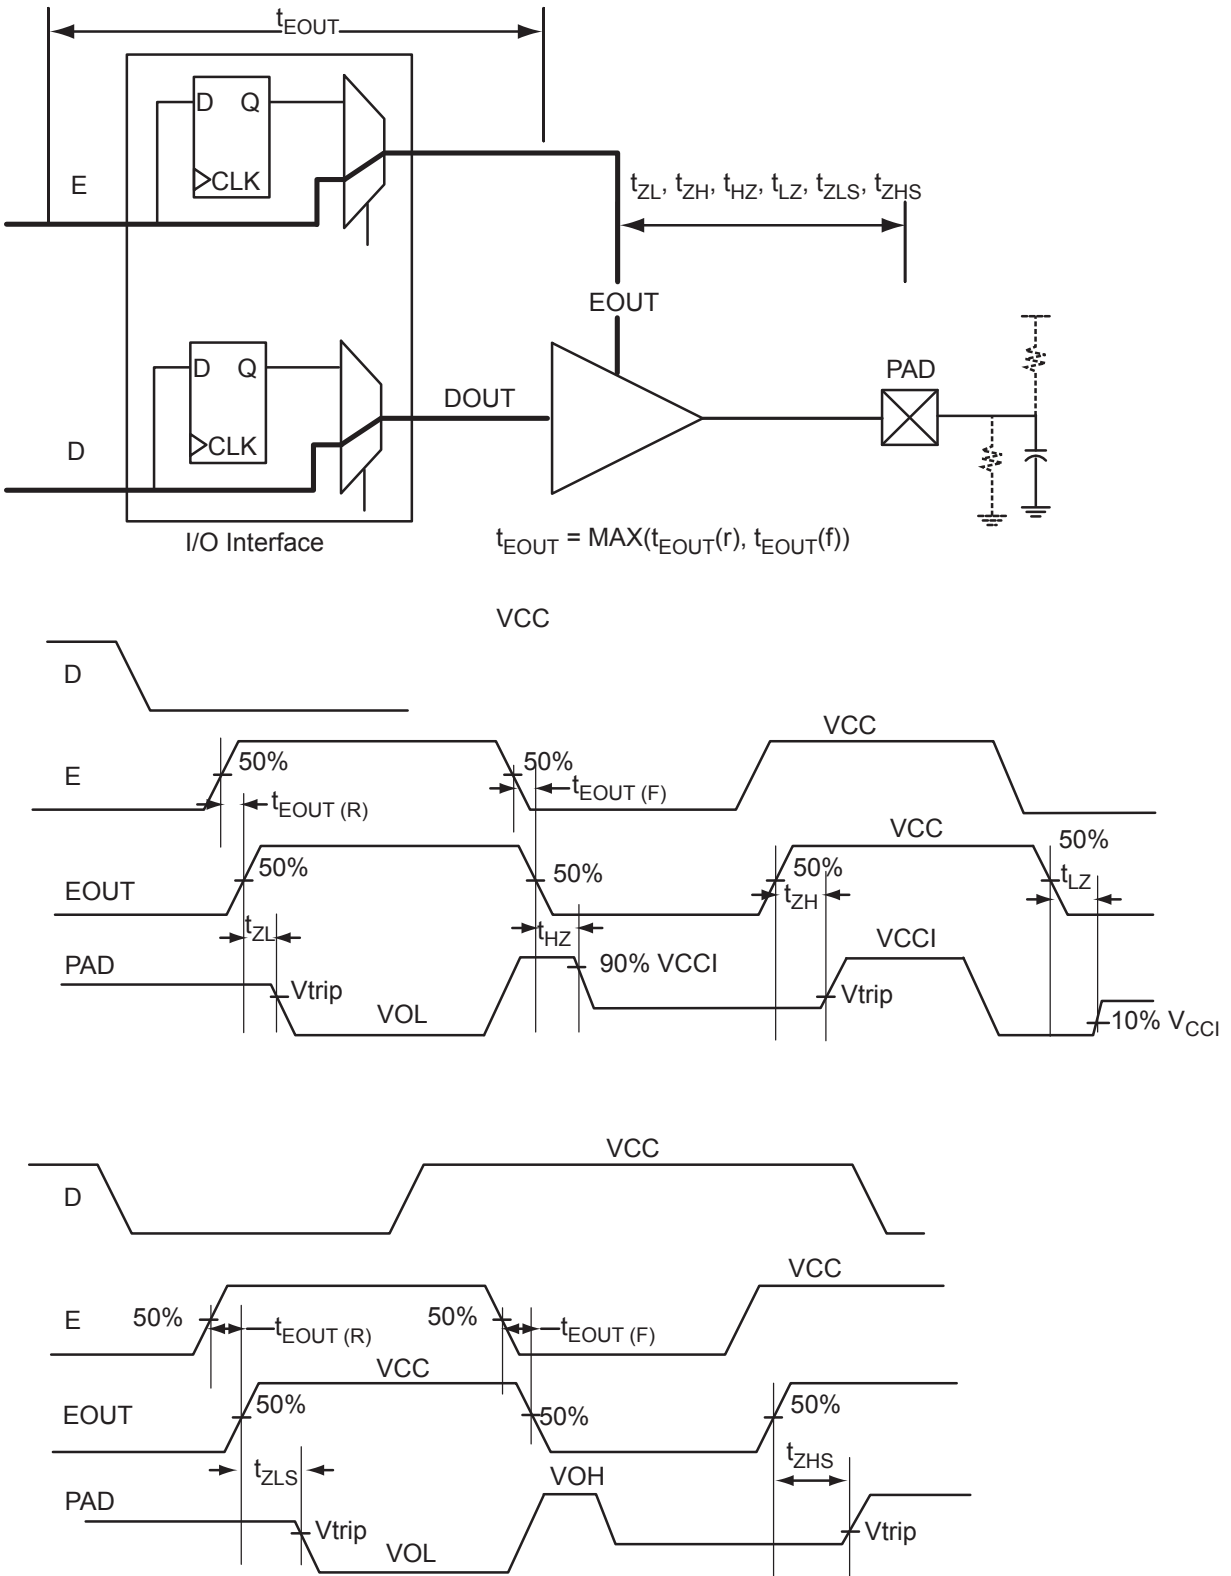 tEOUT
D Q
CLK
E
tZL, tZH, tHZ, tLZ, tZLS, tZHS
EOUT
D Q
CLK
D
DOUT
PAD
I/O Interface
tEOUT = MAX(tEOUT(r), tEOUT(f))
VCC
D
VCC
E
50%
50%
tEOUT (R)
tEOUT (F)
VCC
50%
EOUT
50%
50%
50%
tZL
tHZ
tZH
tLZ
PAD
VCCI
90% VCCI
Vtrip
Vtrip
VOL
10% VCCI
VCC
D
VCC
E
50%
50%
tEOUT (R)
tEOUT (F)
VCC
EOUT
50%
50%
50%
tZLS
VOH
tZHS
PAD
Vtrip
Vtrip
VOL